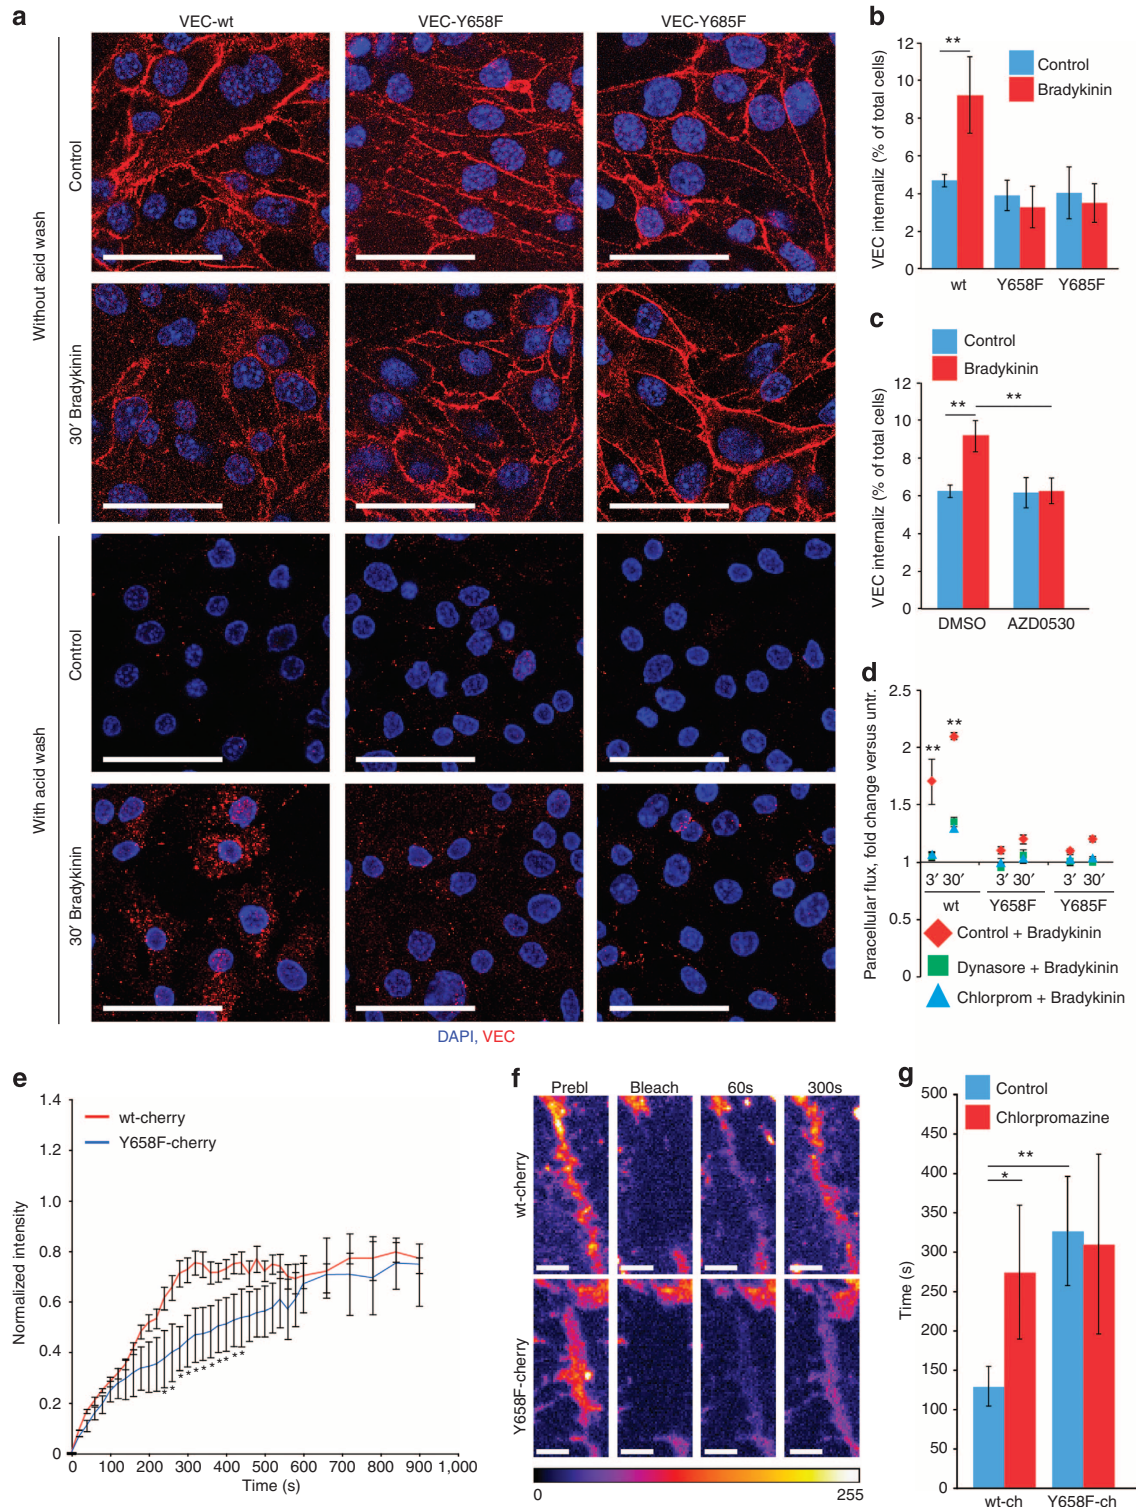 a
VEC-wt
VEC-Y658F
VEC-Y685F
Without acid wash
Control
30′ Bradykinin
With acid wash
Control
30′ Bradykinin
DAPI, VEC
b
VEC internaliz (% of total cells)
12
10
8
6
4
2
0
**
Control
Bradykinin
wt
Y658F
Y685F
c
Control
Bradykinin
VEC internaliz (% of total cells)
12
10
8
6
4
2
0
**
**
DMSO
AZD0530
d
Paracellular flux, fold change versus untr.
2.5
2
1.5
1
0.5
0
**
**
3′ 30′
3′ 30′
3′ 30′
wt
Y658F
Y685F
Control + Bradykinin
Dynasore + Bradykinin
Chlorprom + Bradykinin
e
Normalized intensity
1.4
1.2
1.0
0.8
0.6
0.4
0.2
0
wt-cherry
Y658F-cherry
***********
0 100 200 300 400 500 600 700 800 900 1,000
Time (s)
f
Prebl
Bleach
60s
300s
wt-cherry
Y658F-cherry
0
255
g
Time (s)
500
450
400
350
300
250
200
150
100
50
0
Control
Chlorpromazine
**
*
wt-ch
Y658F-ch